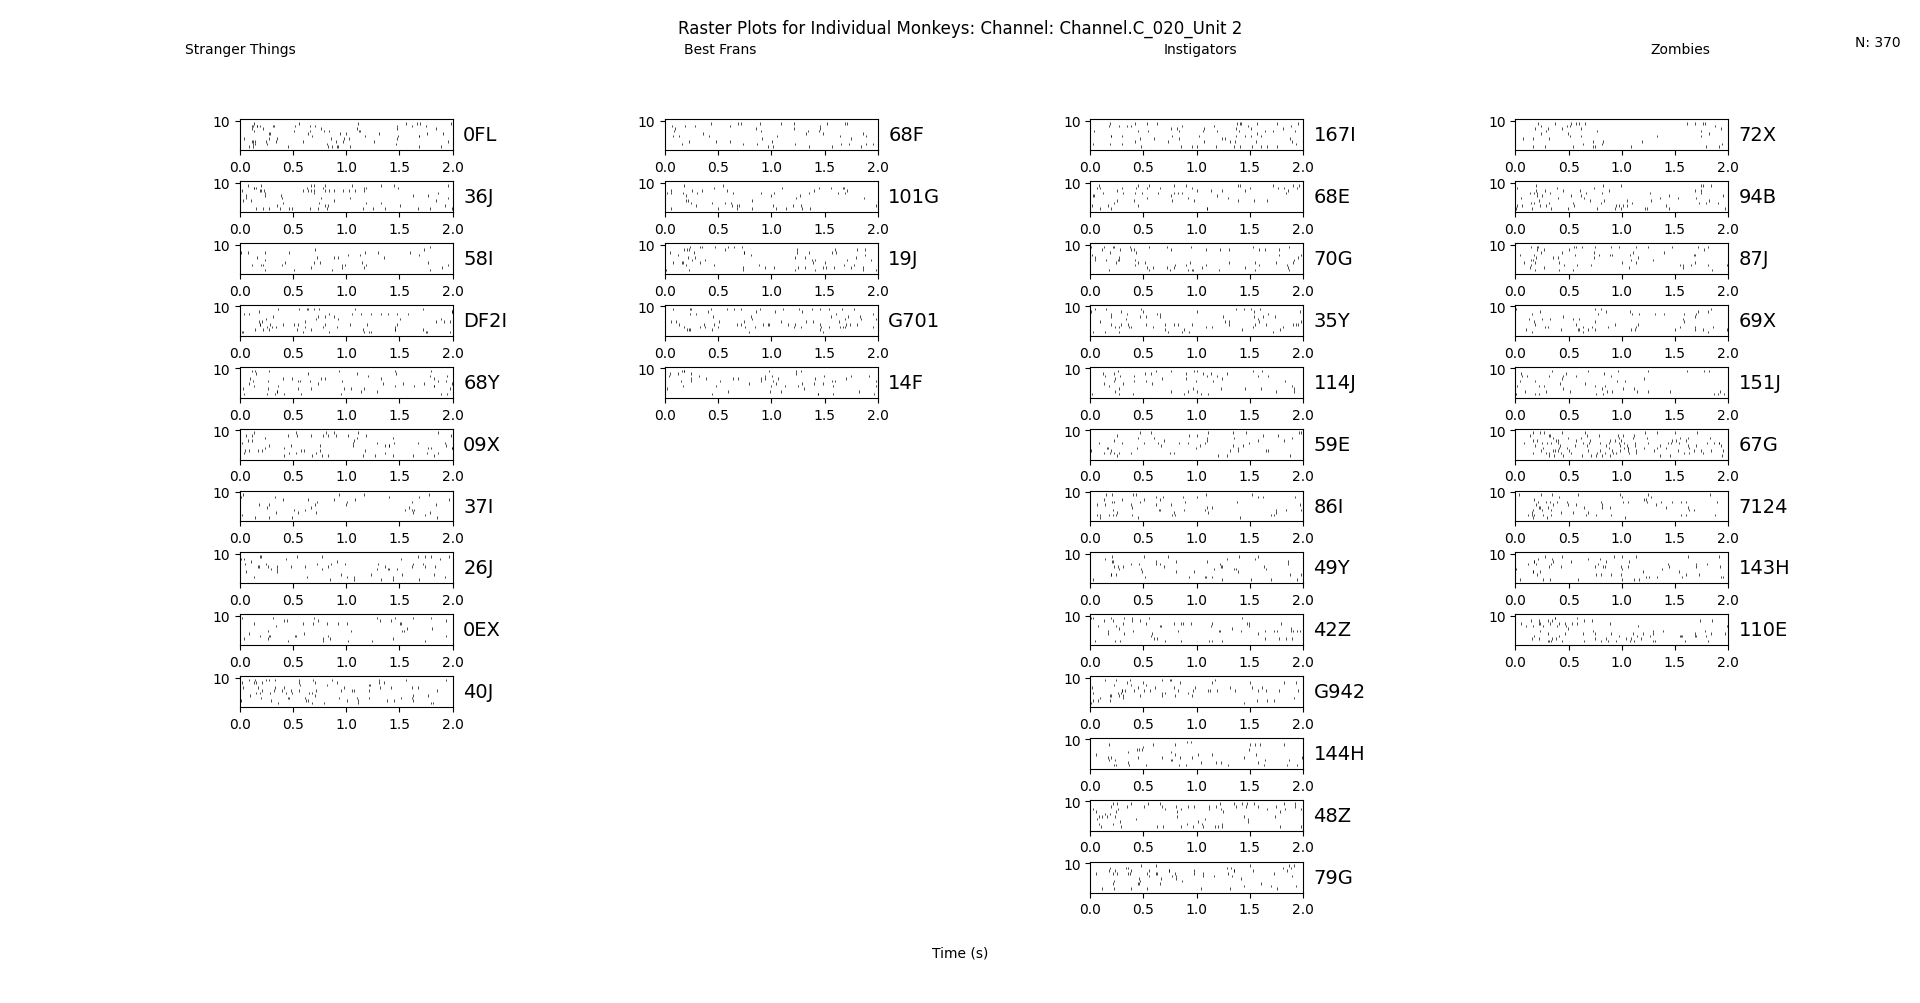 Raster Plots for Individual Monkeys: Channel: Channel.C_020_Unit 2
Stranger Things Best Frans Instigators Zombies N: 370
10 0FL 10 68F 10 167I 10 72X
0.0 0.5 1.0 1.5 2.0 0.0 0.5 1.0 1.5 2.0 0.0 0.5 1.0 1.5 2.0 0.0 0.5 1.0 1.5 2.0
10 36J 10 101G 10 68E 10 94B
0.0 0.5 1.0 1.5 2.0 0.0 0.5 1.0 1.5 2.0 0.0 0.5 1.0 1.5 2.0 0.0 0.5 1.0 1.5 2.0
10 58I 10 19J 10 70G 10 87J
0.0 0.5 1.0 1.5 2.0 0.0 0.5 1.0 1.5 2.0 0.0 0.5 1.0 1.5 2.0 0.0 0.5 1.0 1.5 2.0
10 DF2I 10 G701 10 35Y 10 69X
0.0 0.5 1.0 1.5 2.0 0.0 0.5 1.0 1.5 2.0 0.0 0.5 1.0 1.5 2.0 0.0 0.5 1.0 1.5 2.0
10 68Y 10 14F 10 114J 10 151J
0.0 0.5 1.0 1.5 2.0 0.0 0.5 1.0 1.5 2.0 0.0 0.5 1.0 1.5 2.0 0.0 0.5 1.0 1.5 2.0
10 09X 10 59E 10 67G
0.0 0.5 1.0 1.5 2.0 0.0 0.5 1.0 1.5 2.0 0.0 0.5 1.0 1.5 2.0
10 37I 10 86I 10 7124
0.0 0.5 1.0 1.5 2.0 0.0 0.5 1.0 1.5 2.0 0.0 0.5 1.0 1.5 2.0
10 26J 10 49Y 10 143H
0.0 0.5 1.0 1.5 2.0 0.0 0.5 1.0 1.5 2.0 0.0 0.5 1.0 1.5 2.0
10 0EX 10 42Z 10 110E
0.0 0.5 1.0 1.5 2.0 0.0 0.5 1.0 1.5 2.0 0.0 0.5 1.0 1.5 2.0
10 40J 10 G942
0.0 0.5 1.0 1.5 2.0 0.0 0.5 1.0 1.5 2.0
10 144H
0.0 0.5 1.0 1.5 2.0
10 48Z
0.0 0.5 1.0 1.5 2.0
10 79G
0.0 0.5 1.0 1.5 2.0
Time (s)